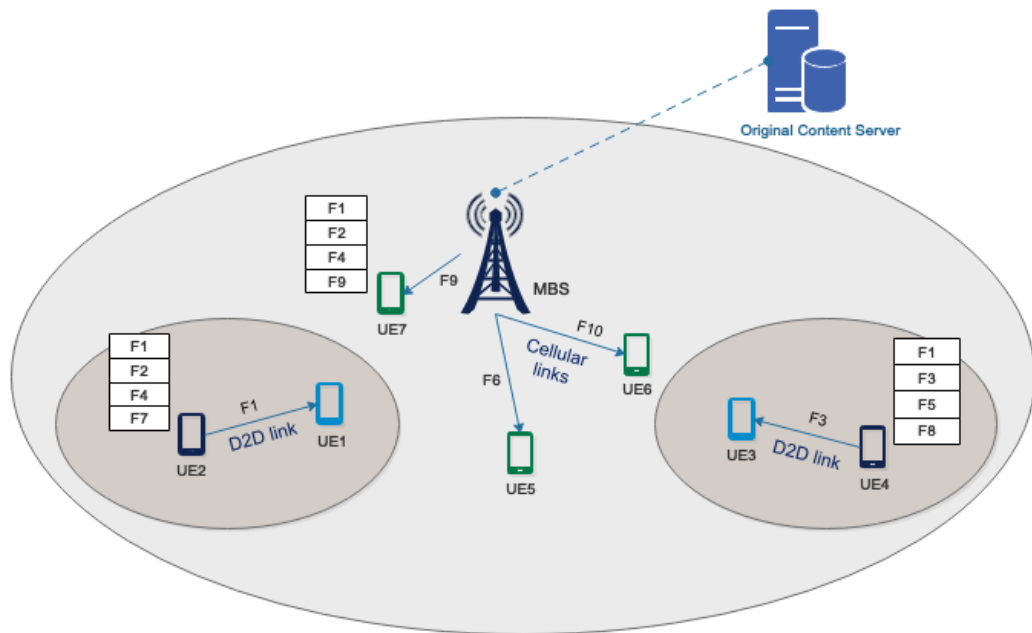 Original Content Server
F1
F2
F4
F9
F9
MBS
UE7
F10
Cellular
links
F6
UE6
UE5
F1
F2
F4
F7
F1
D2D link
UE1
UE2
F1
F3
F5
F8
F3
D2D link
UE3
UE4